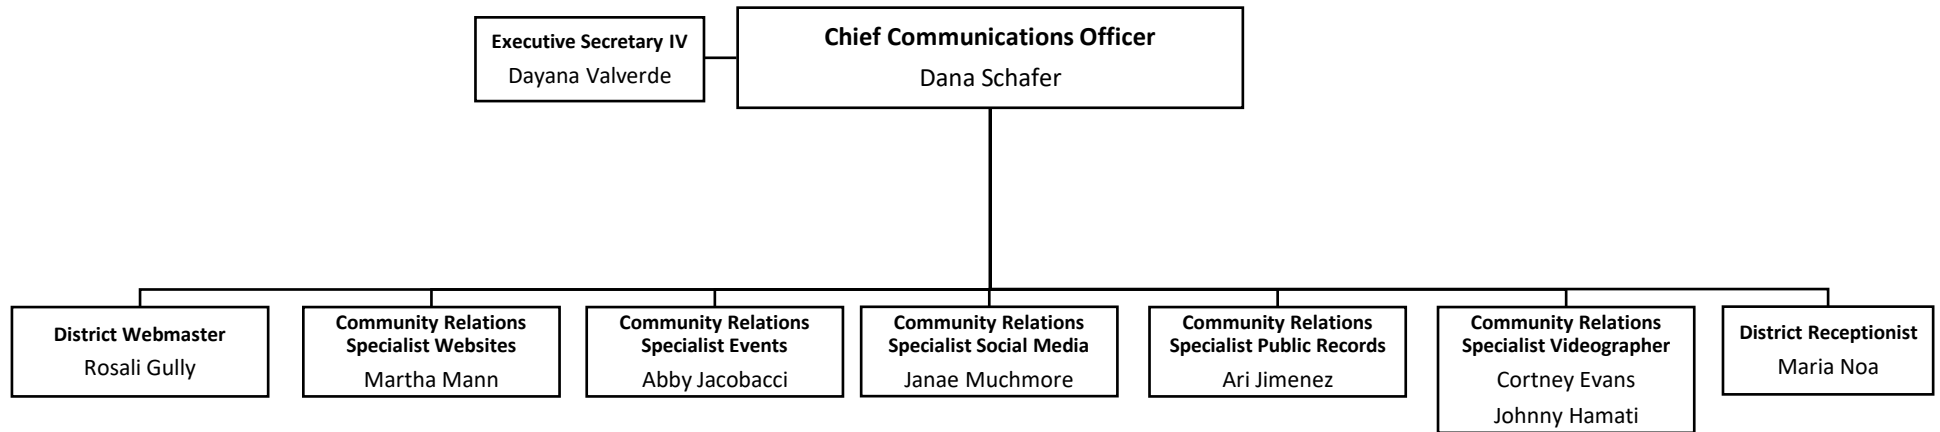 Executive Secretary IV
Dayana Valverde
Chief Communications Officer
Dana Schafer
District Webmaster
Rosali Gully
Community Relations
Specialist Websites
Martha Mann
Community Relations
Specialist Events
Abby Jacobacci
Community Relations
Specialist Social Media
Janae Muchmore
Community Relations
Specialist Public Records
Ari Jimenez
Community Relations
Specialist Videographer
Cortney Evans
Johnny Hamati
District Receptionist
Maria Noa